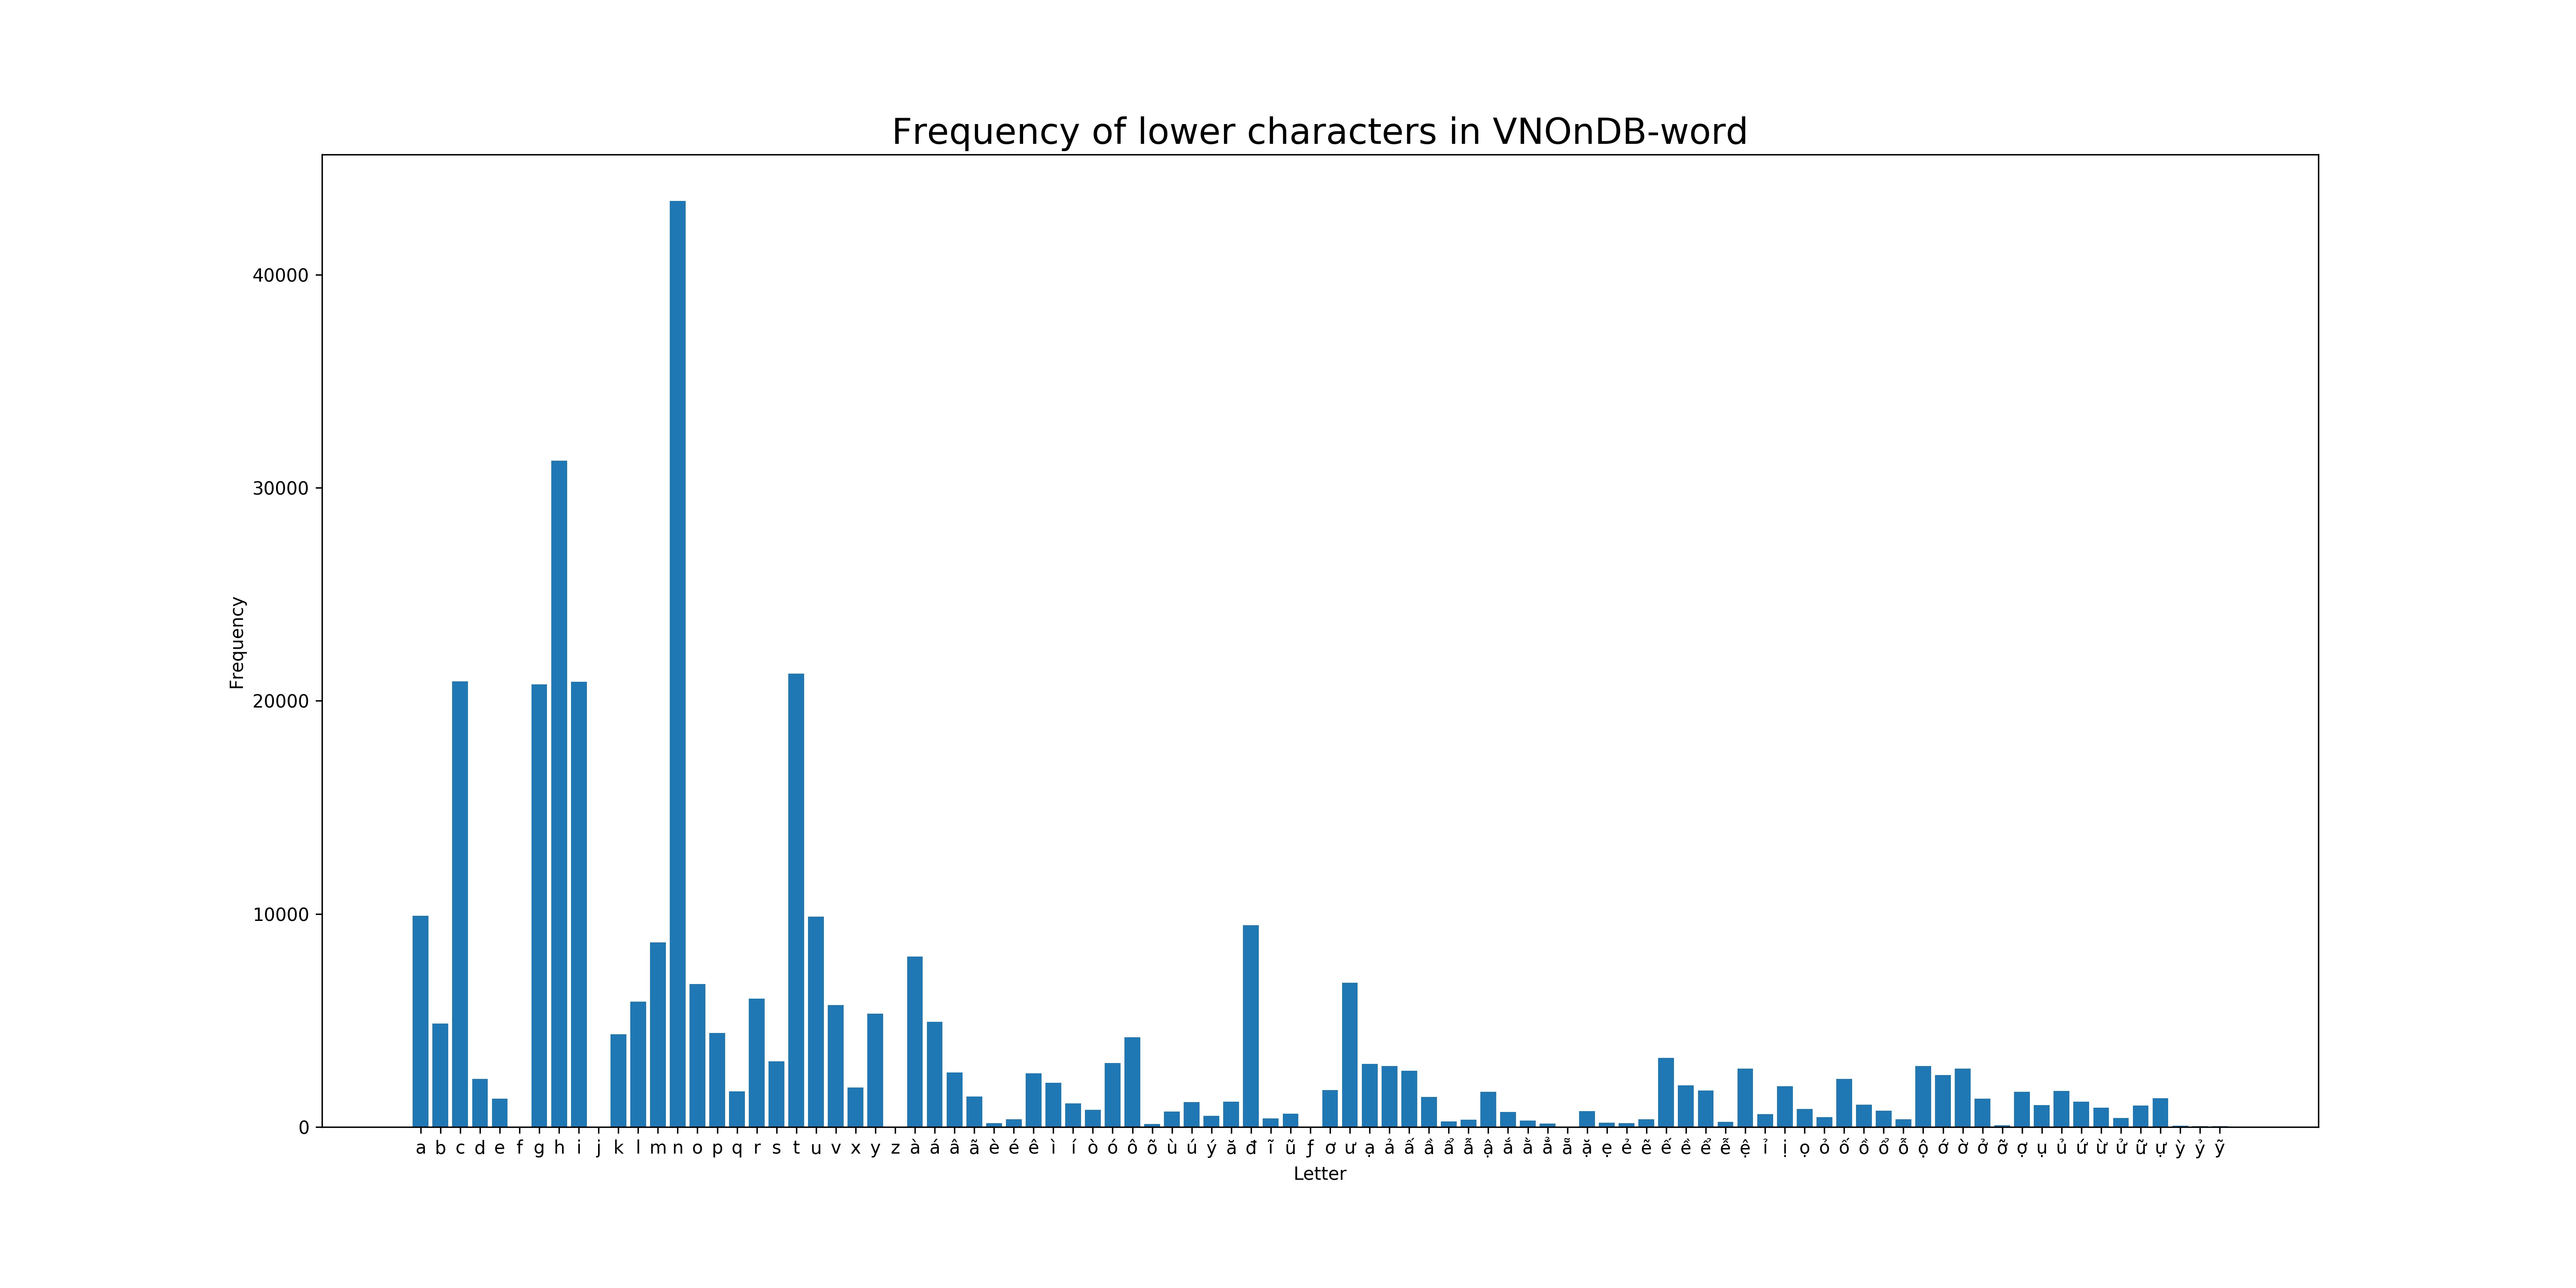 Frequency of lower characters in VNOnDB-word
40000
30000
20000
10000
0
Frequency
a b c d e f g h i j k l m n o p q r s t u v x y z à á â ã è é ê ì í ò ó ô õ ù ú ý ă đ ĩ ũ ƒ ơ ư ạ ả ấ ầ ẩ ẫ ậ ắ ằ ẳ ẵ ặ ẹ ẻ ẽ ế ề ể ễ ệ ỉ ị ọ ỏ ố ồ ổ ỗ ộ ớ ờ ở ỡ ợ ụ ủ ứ ừ ử ữ ự ỳ ỷ ỹ
Letter